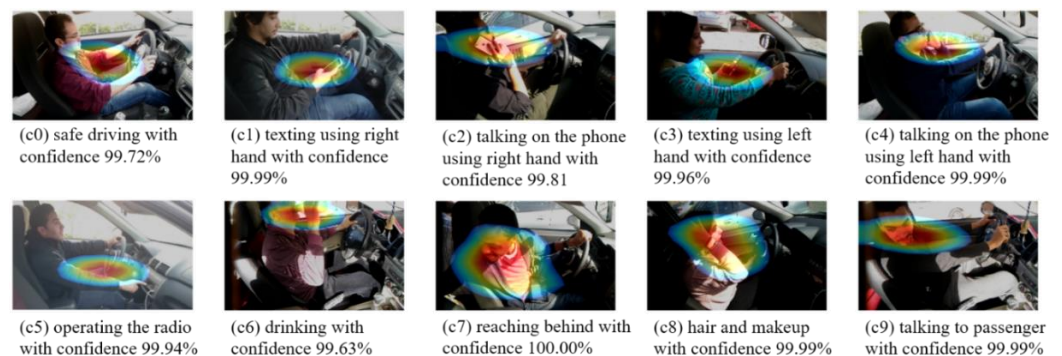 (c0) safe driving with
confidence 99.72%
(c1) texting using right
hand with confidence
99.99%
(c2) talking on the phone
using right hand with
confidence 99.81
(c3) texting using left
hand with confidence
99.96%
(c4) talking on the phone
using left hand with
confidence 99.99%
(c5) operating the radio
with confidence 99.94%
(c6) drinking with
confidence 99.63%
(c7) reaching behind with
confidence 100.00%
(c8) hair and makeup
with confidence 99.99%
(c9) talking to passenger
with confidence 99.99%